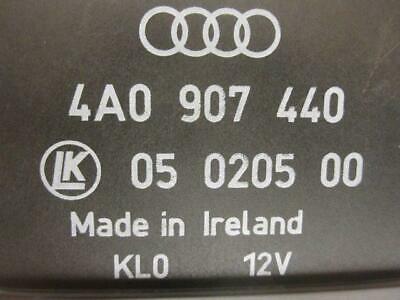 4A0 907 440
LK 05 0205 00
Made in Ireland
KL0 12V